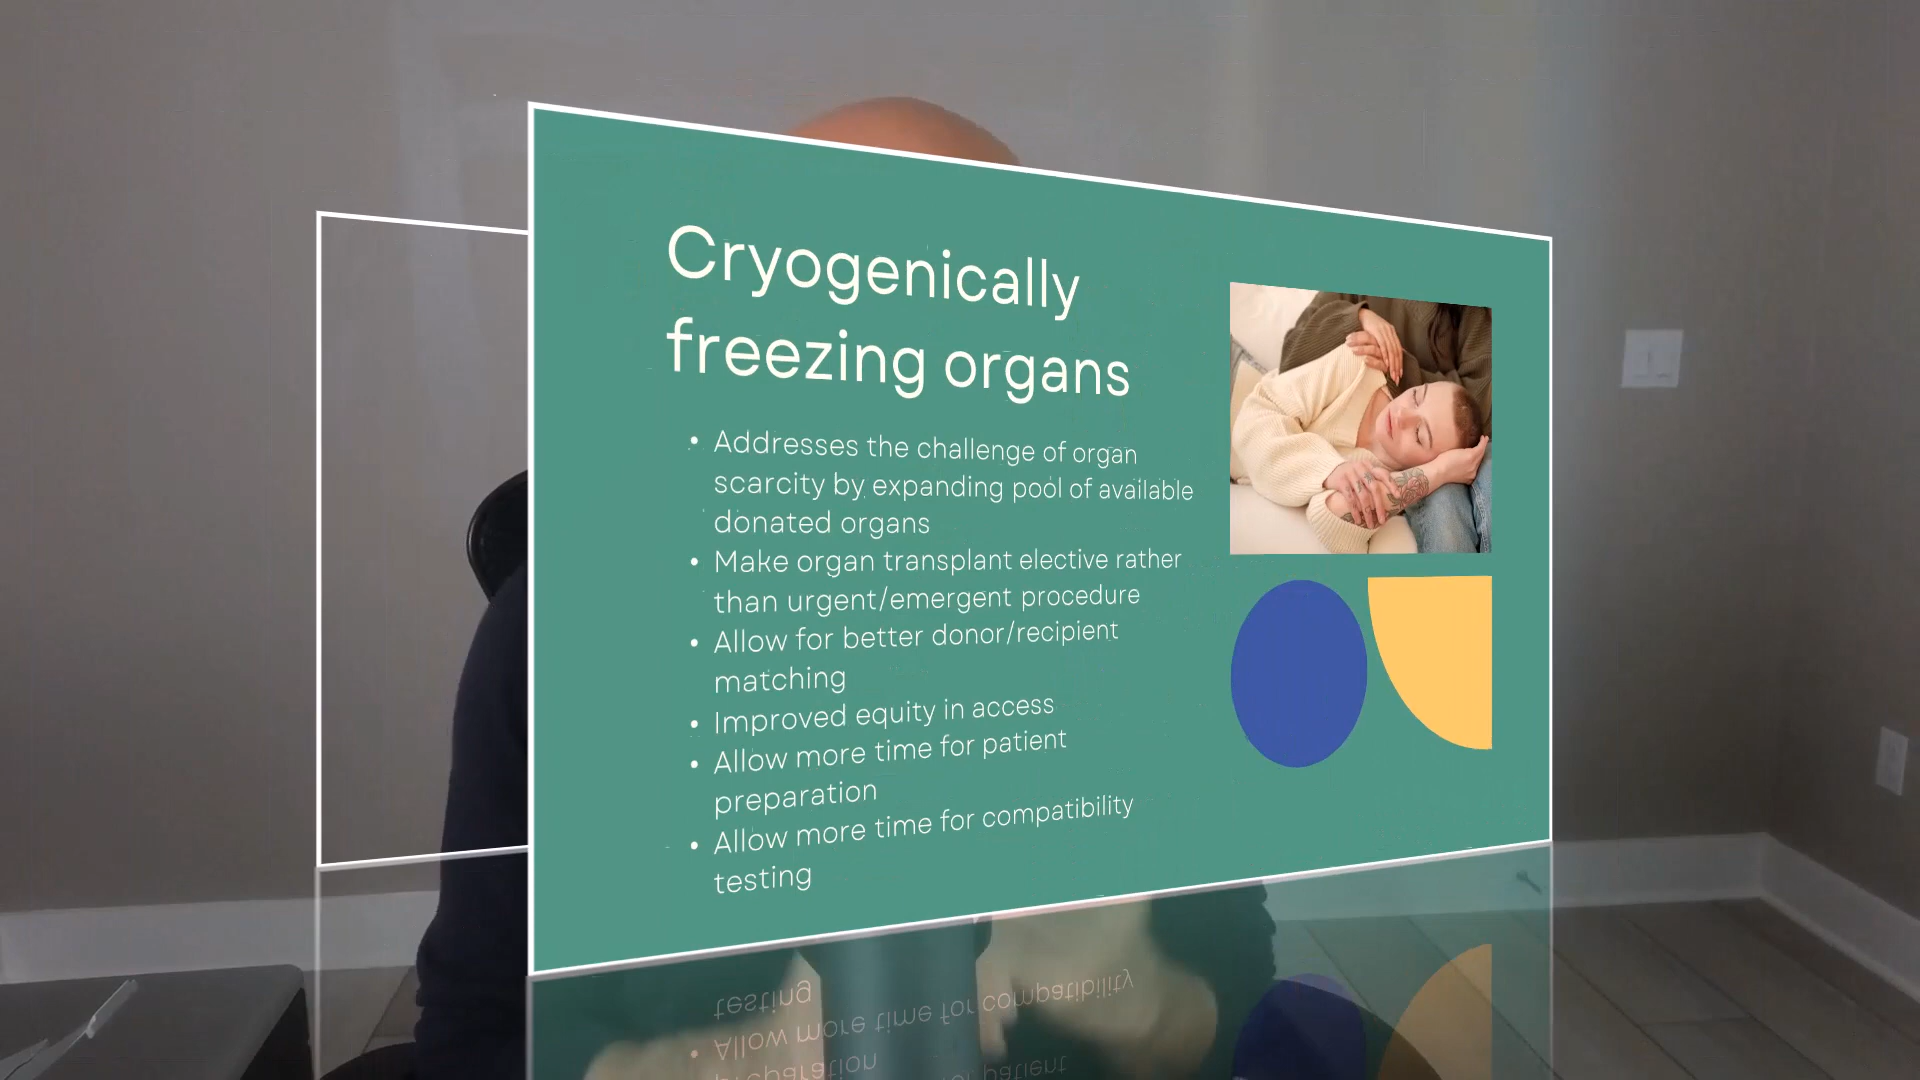 Cryogenically
freezing organs
• Addresses the challenge of organ
scarcity by expanding pool of available
donated organs
• Make organ transplant elective rather
than urgent/emergent procedure
• Allow for better donor/recipient
matching
• Improved equity in access
• Allow more time for patient
preparation
• Allow more time for compatibility
testing